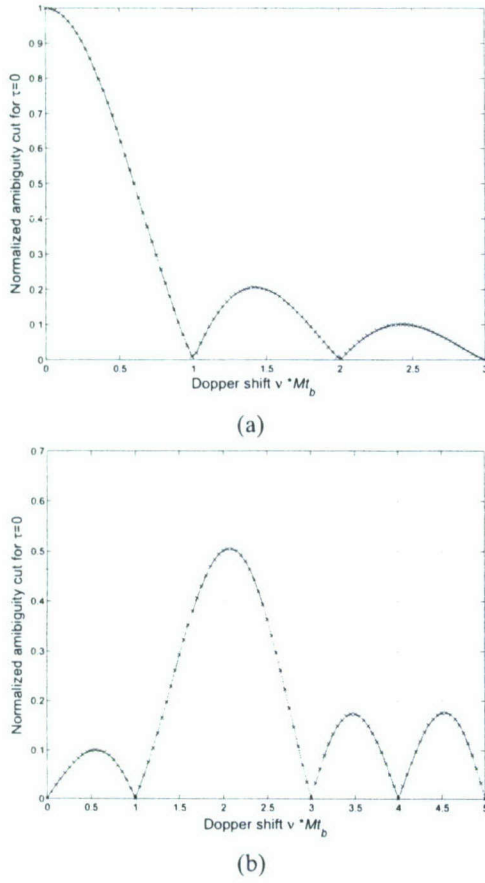 1
0.9
0.8
0.7
0.6
0.5
0.4
0.3
0.2
0.1
0
0 0.5 1 1.5 2 2.5 3
Normalized amibiguity cut for τ=0
Dopper shift ν *Mt_b
(a)
0.7
0.6
0.5
0.4
0.3
0.2
0.1
0
0 0.5 1 1.5 2 2.5 3 3.5 4 4.5 5
Normalized amibiguity cut for τ=0
Dopper shift ν *Mt_b
(b)